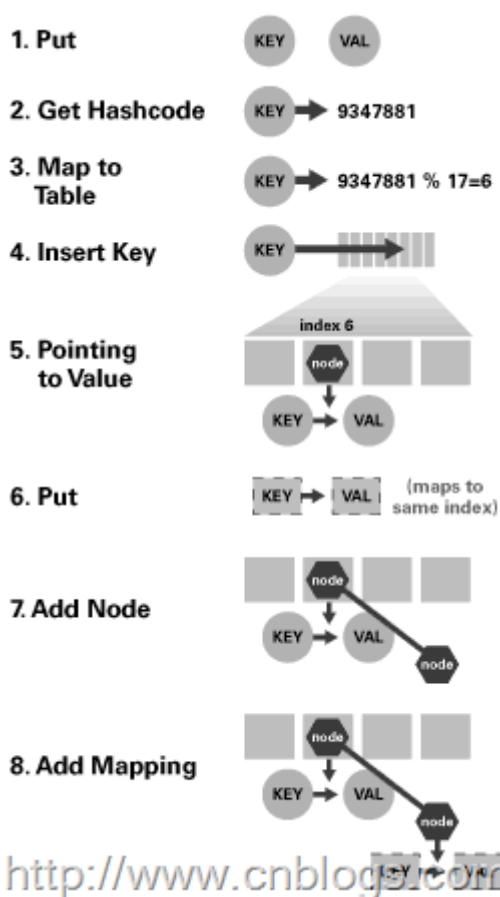 1. Put
KEY VAL
2. Get Hashcode
KEY 9347881
3. Map to
Table
KEY 9347881 % 17=6
4. Insert Key
KEY
index 6
5. Pointing
to Value
node
KEY VAL
6. Put
KEY VAL
(maps to
same index)
7. Add Node
node
KEY VAL
node
8. Add Mapping
node
KEY VAL
node
KEY VAL
http://www.cnblogs.com